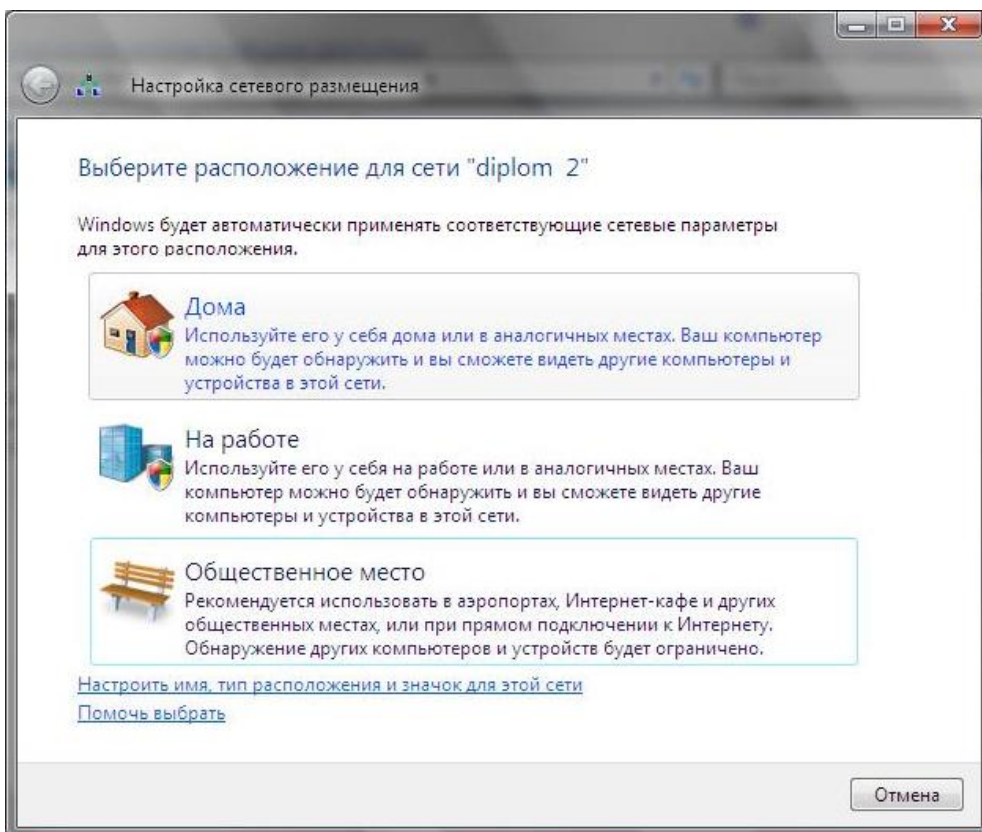 Настройка сетевого размещения
Выберите расположение для сети "diplom  2"
Windows будет автоматически применять соответствующие сетевые параметры
для этого расположения.
Дома
Используйте его у себя дома или в аналогичных местах. Ваш компьютер
можно будет обнаружить и вы сможете видеть другие компьютеры и
устройства в этой сети.
На работе
Используйте его у себя на работе или в аналогичных местах. Ваш
компьютер можно будет обнаружить и вы сможете видеть другие
компьютеры и устройства в этой сети.
Общественное место
Рекомендуется использовать в аэропортах, Интернет-кафе и других
общественных местах, или при прямом подключении к Интернету.
Обнаружение других компьютеров и устройств будет ограничено.
Настроить имя, тип расположения и значок для этой сети
Помочь выбрать
Отмена